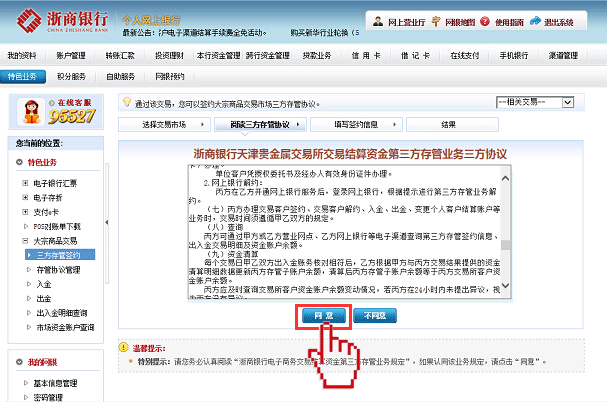 浙商银行
CHINA ZHESHANG BANK
个人网上银行
最新公告：沪电子渠道结算手续费全免活动。 购买新华行业轮换（5
网上营业厅 网银地图 使用指南 退出系统
我的资料 账户管理 转账汇款 投资理财 本行资金管理 跨行资金管理 贷款业务 信用卡 借记卡 在线支付 手机银行 渠道管理
特色业务 积分服务 自助服务 网银预约
在线客服
95527
您当前的位置：
特色业务
电子银行汇票
电子存折
支付e卡
POS对账单下载
大宗商品交易
三方存管签约
存管协议管理
入金
出金
出入金明细查询
市场资金账户查询
我的网银
基本信息管理
密码管理
通过该交易，您可以签约大宗商品交易市场三方存管协议。
--相关交易--
选择交易市场 阅读三方存管协议 填写签约信息 结果
浙商银行天津贵金属交易所交易结算资金第三方存管业务三方协议
单位客户凭授权委托书及经办人有效身份证件办理。
2.网上银行解约:
丙方在乙方开通网上银行服务后，登录网上银行，根据提示进行第三方存管业务解
约。
（七）丙方办理交易客户签约、交易客户解约、入金、出金、变更个人客户结算账户等
业务时，交易时间须遵循甲乙双方的规定。
（八）查询
丙方可通过甲方或乙方营业网点、乙方网上银行等电子渠道查询第三方存管签约信息、
出入金交易明细及资金账户余额。
（九）资金清算
每个交易日甲乙双方出入金账务核对相符后，乙方根据甲方与丙方交易结果提供的资金
清算明细数据更新丙方存管子账户余额，清算后丙方存管子账户余额等于丙方交易所客户资
金账户余额。
丙方应及时查询交易所客户资金账户余额变动情况，若丙方在24小时内未提出异议，视
同意 不同意
温馨提示：
特别提示：请您务必认真阅读“浙商银行电子商务交易资金第三方存管业务规定”，如果认同该业务规定，请点击“同意”。